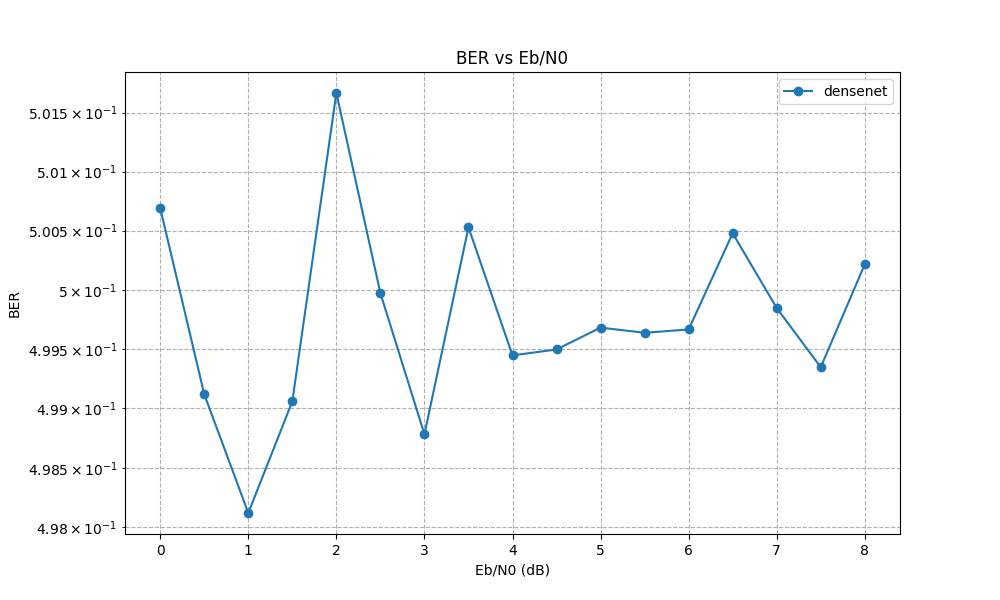 BER vs Eb/N0
densenet
BER
5.015 × 10⁻¹
5.01 × 10⁻¹
5.005 × 10⁻¹
5 × 10⁻¹
4.995 × 10⁻¹
4.99 × 10⁻¹
4.985 × 10⁻¹
4.98 × 10⁻¹
0 1 2 3 4 5 6 7 8
Eb/N0 (dB)